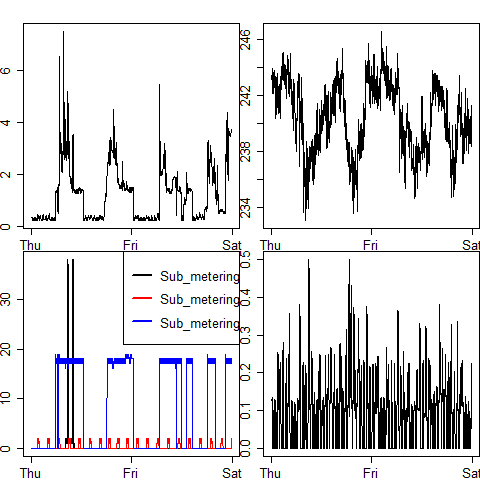 0 2 4 6
Thu Fri Sat
234 238 242 246
Thu Fri Sat
0 10 20 30
Sub_metering
Sub_metering
Sub_metering
Thu Fri Sat
0.0 0.1 0.2 0.3 0.4 0.5
Thu Fri Sat